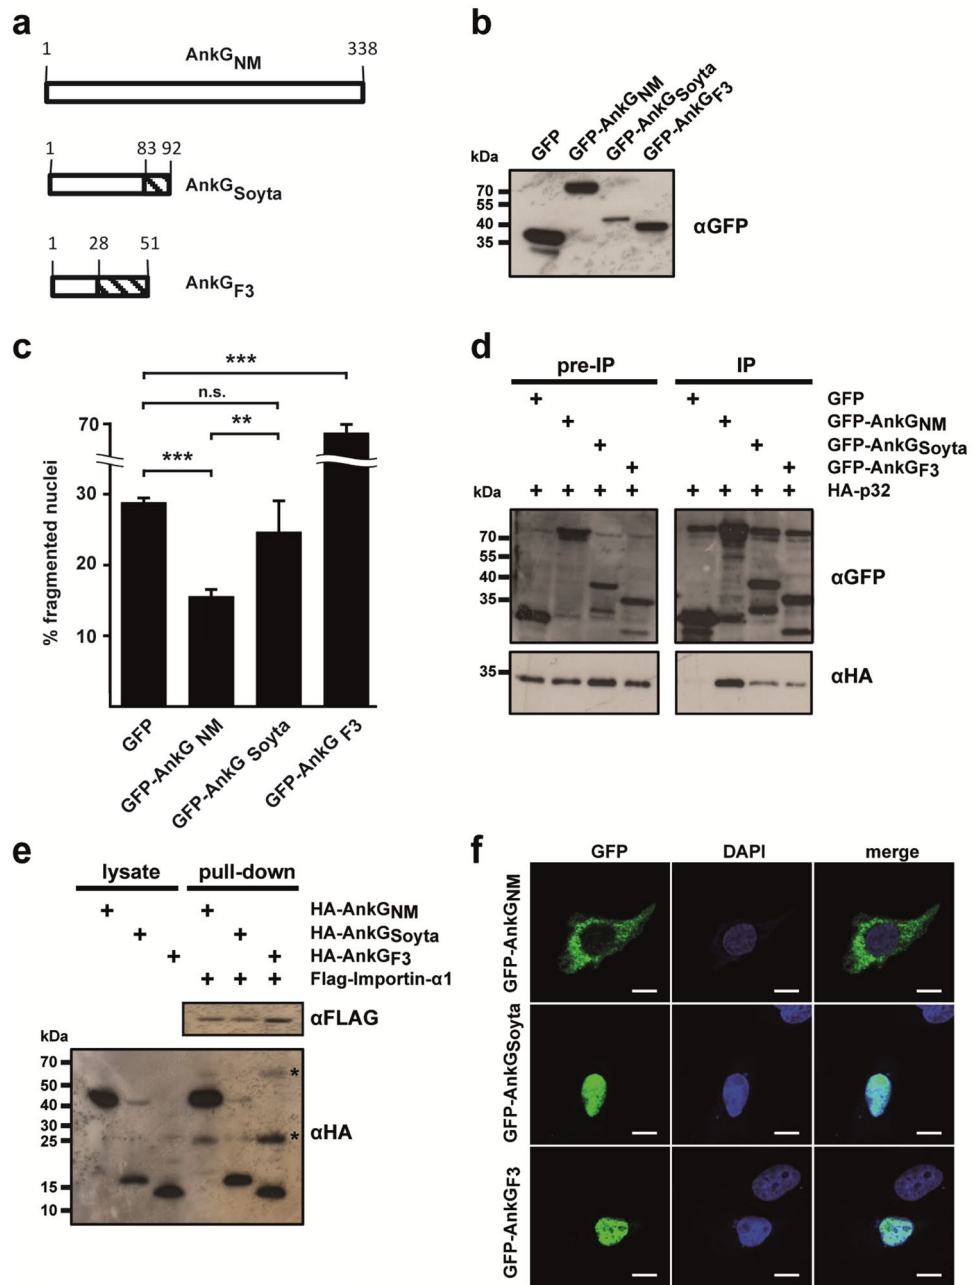 a
1 AnkGNM 338
1 83 92
AnkGSoyta
1 28 51
AnkGF3
b
GFP
GFP-AnkGNM
GFP-AnkGSoyta
GFP-AnkGF3
kDa
70
55
40
35
αGFP
c
***
n.s.
**
***
70
30
20
10
% fragmented nuclei
GFP
GFP-AnkG NM
GFP-AnkG Soyta
GFP-AnkG F3
d
pre-IP IP
+ + GFP
+ + GFP-AnkGNM
+ + GFP-AnkGSoyta
+ + GFP-AnkGF3
kDa + + + + + + + + HA-p32
70
55
40
35
αGFP
35
αHA
e
lysate pull-down
+ + HA-AnkGNM
+ + HA-AnkGSoyta
+ + HA-AnkGF3
+ + + Flag-Importin-α1
αFLAG
kDa
70
50
40
30
25
15
10
*
*
αHA
f
GFP DAPI merge
GFP-AnkGNM
GFP-AnkGSoyta
GFP-AnkGF3